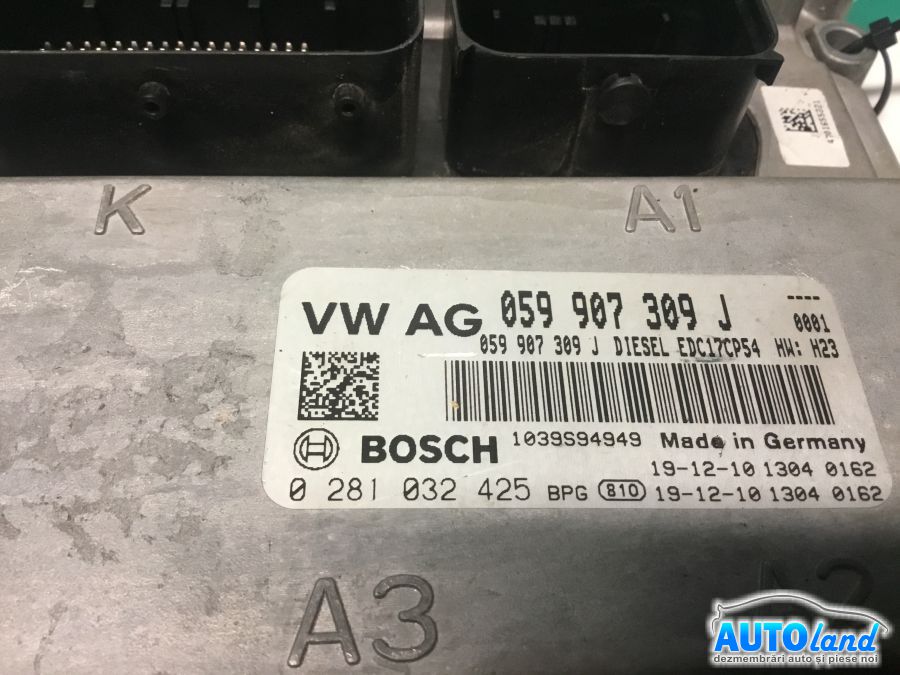 4701655321
K
A1
VW AG 059 907 309 J ----
0001
059 907 309 J DIESEL EDC17CP54 HW: H23
BOSCH 1039S94949 Made in Germany
19-12-10 1304 0162
0 281 032 425 BPG 810 19-12-10 1304 0162
A3
A2
AUTOland
dezmembrări auto și piese noi